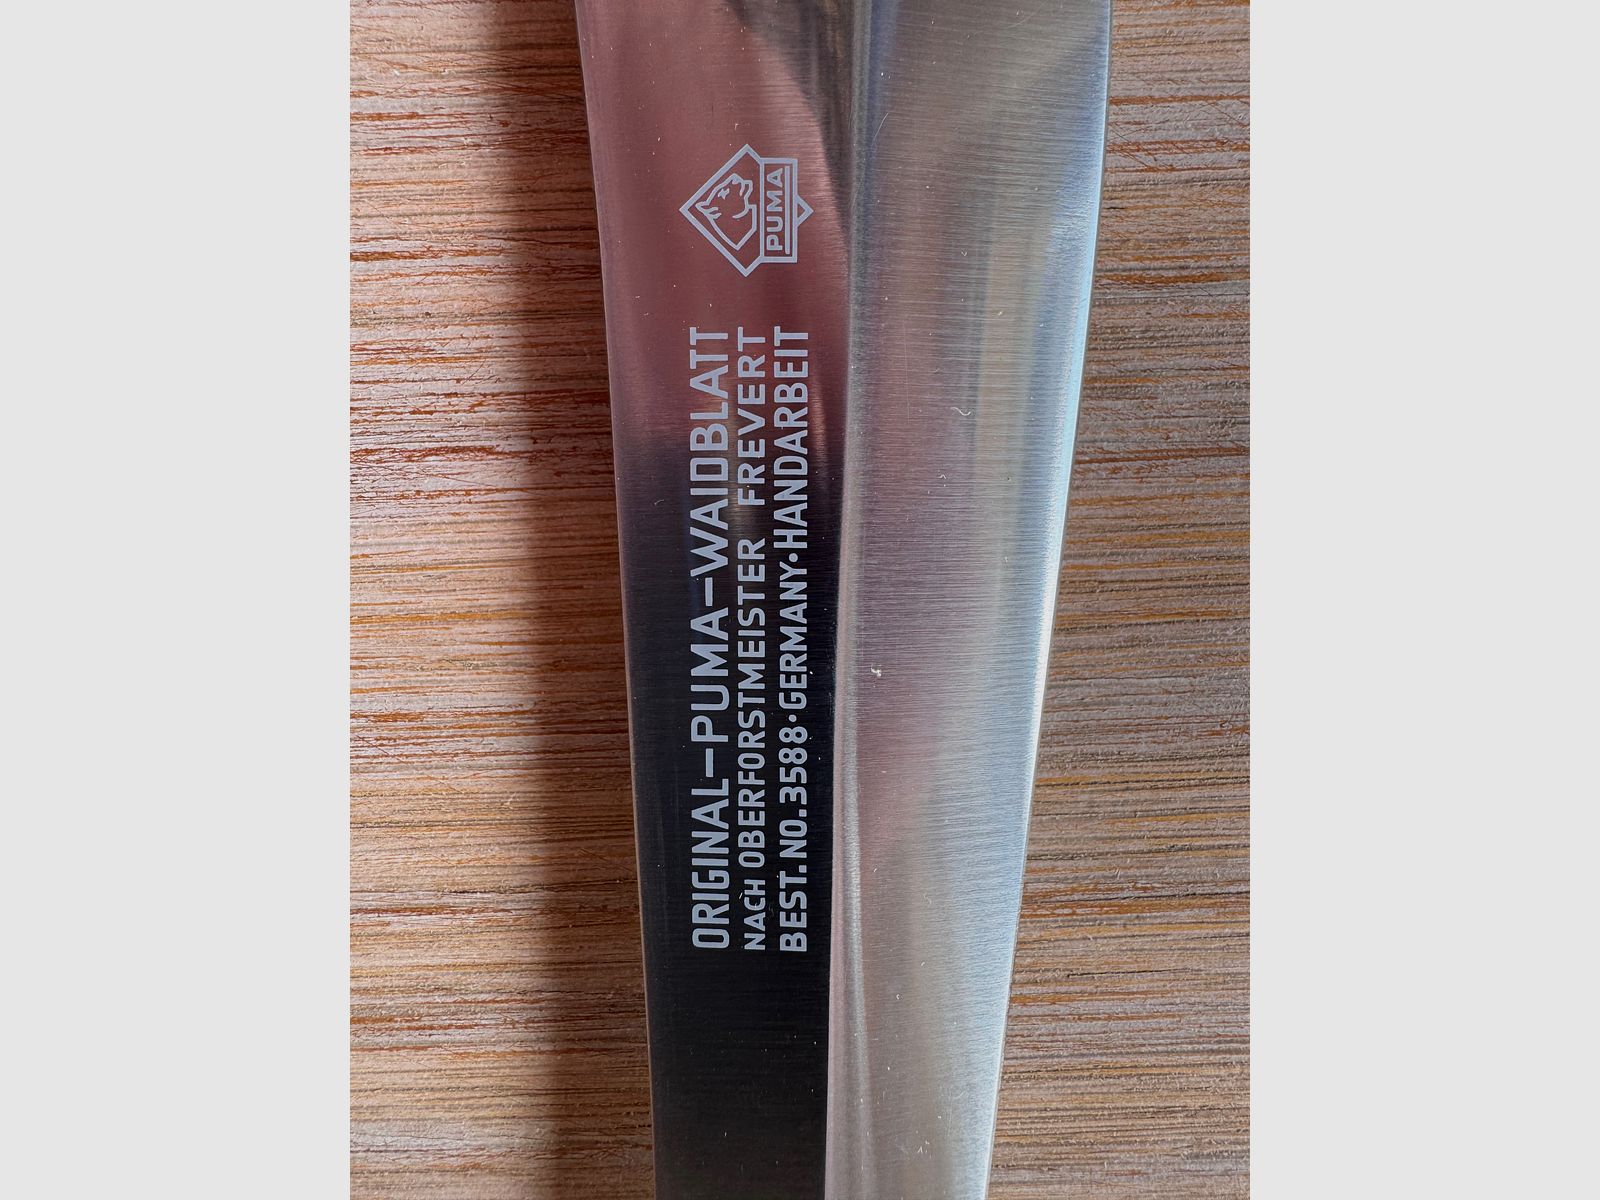 PUMA
ORIGINAL-PUMA-WAIDBLATT
NACH OBERFORSTMEISTER FREVERT
BEST.NO.3588·GERMANY·HANDARBEIT